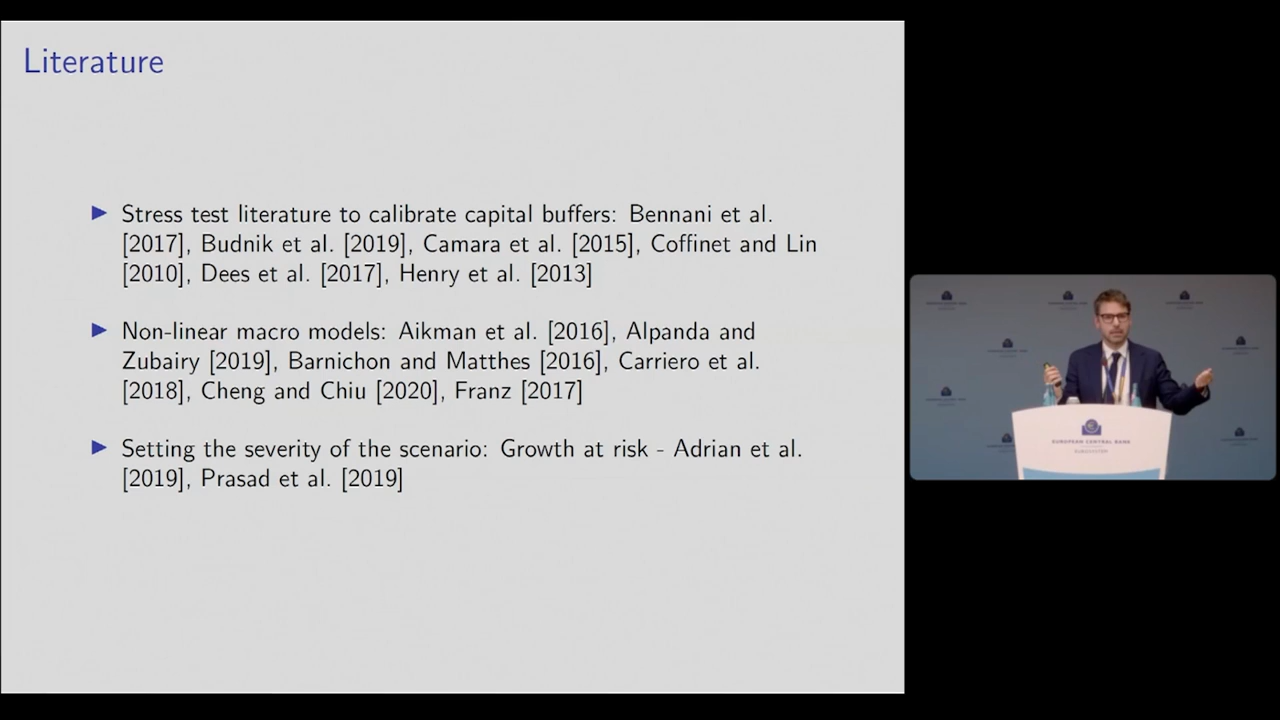 Literature
▶ Stress test literature to calibrate capital buffers: Bennani et al.
[2017], Budnik et al. [2019], Camara et al. [2015], Coffinet and Lin
[2010], Dees et al. [2017], Henry et al. [2013]
▶ Non-linear macro models: Aikman et al. [2016], Alpanda and
Zubairy [2019], Barnichon and Matthes [2016], Carriero et al.
[2018], Cheng and Chiu [2020], Franz [2017]
▶ Setting the severity of the scenario: Growth at risk - Adrian et al.
[2019], Prasad et al. [2019]
EUROPEAN CENTRAL BANK
EUROSYSTEM